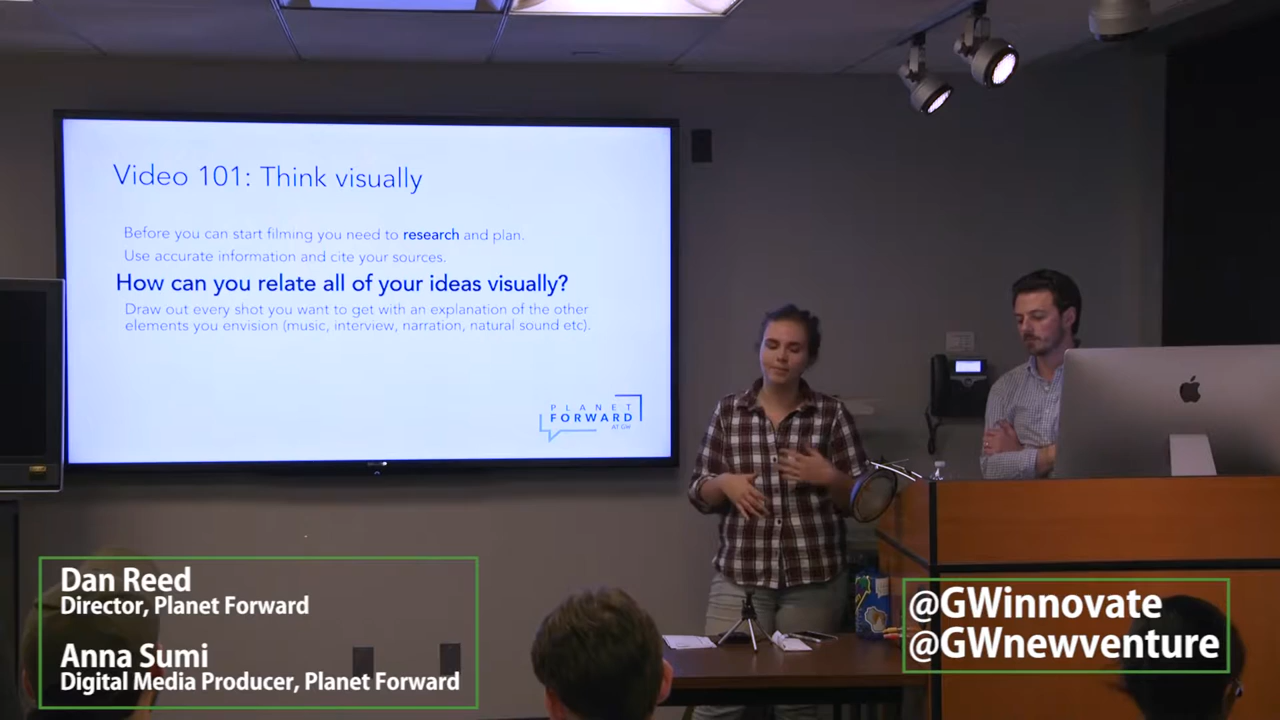 Video 101: Think visually
Before you can start filming you need to research and plan.
Use accurate information and cite your sources.
How can you relate all of your ideas visually?
Draw out every shot you want to get with an explanation of the other
elements you envision (music, interview, narration, natural sound etc).
PLANET
FORWARD
AT GW
Dan Reed
Director, Planet Forward
Anna Sumi
Digital Media Producer, Planet Forward
@GWinnovate
@GWnewventure